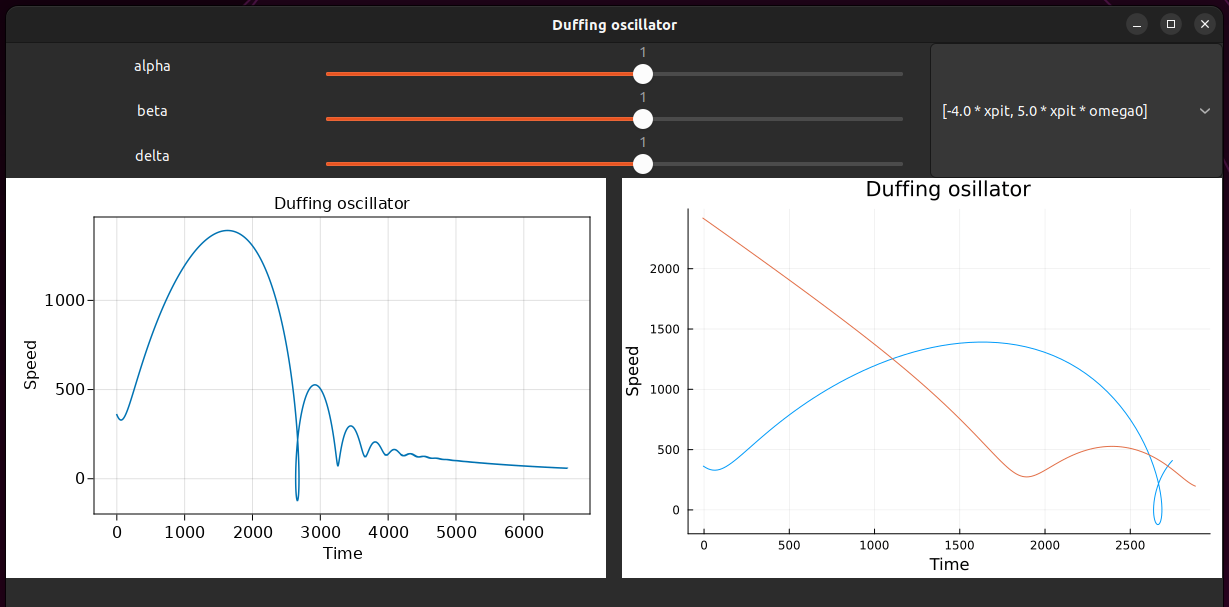 Duffing oscillator
alpha
1
beta
1
delta
1
[-4.0 * xpit, 5.0 * xpit * omega0]
Duffing oscillator
1000
500
0
Speed
0 1000 2000 3000 4000 5000 6000
Time
Duffing osillator
2000
1500
1000
500
0
Speed
0 500 1000 1500 2000 2500
Time